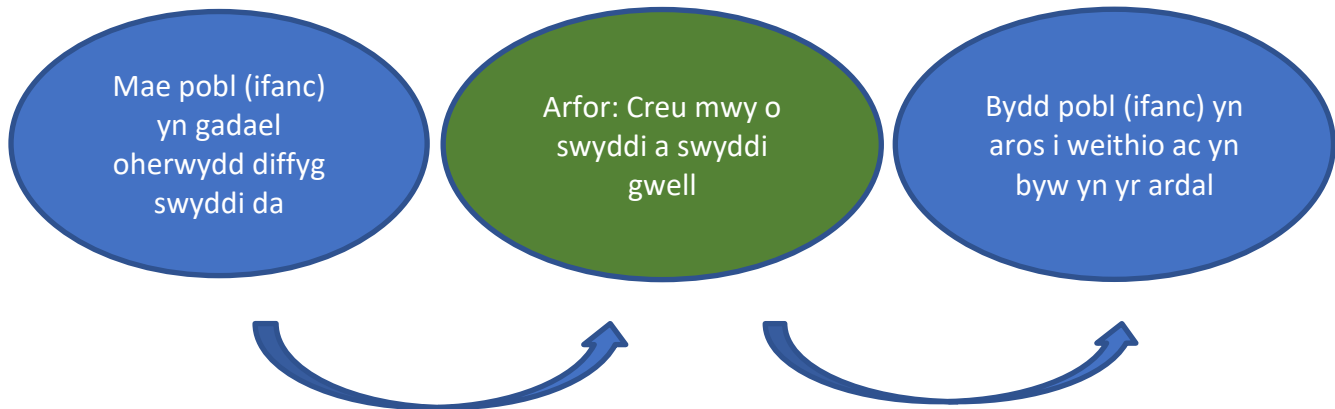 Mae pobl (ifanc)
yn gadael
oherwydd diffyg
swyddi da
Arfor: Creu mwy o
swyddi a swyddi
gwell
Bydd pobl (ifanc) yn
aros i weithio ac yn
byw yn yr ardal